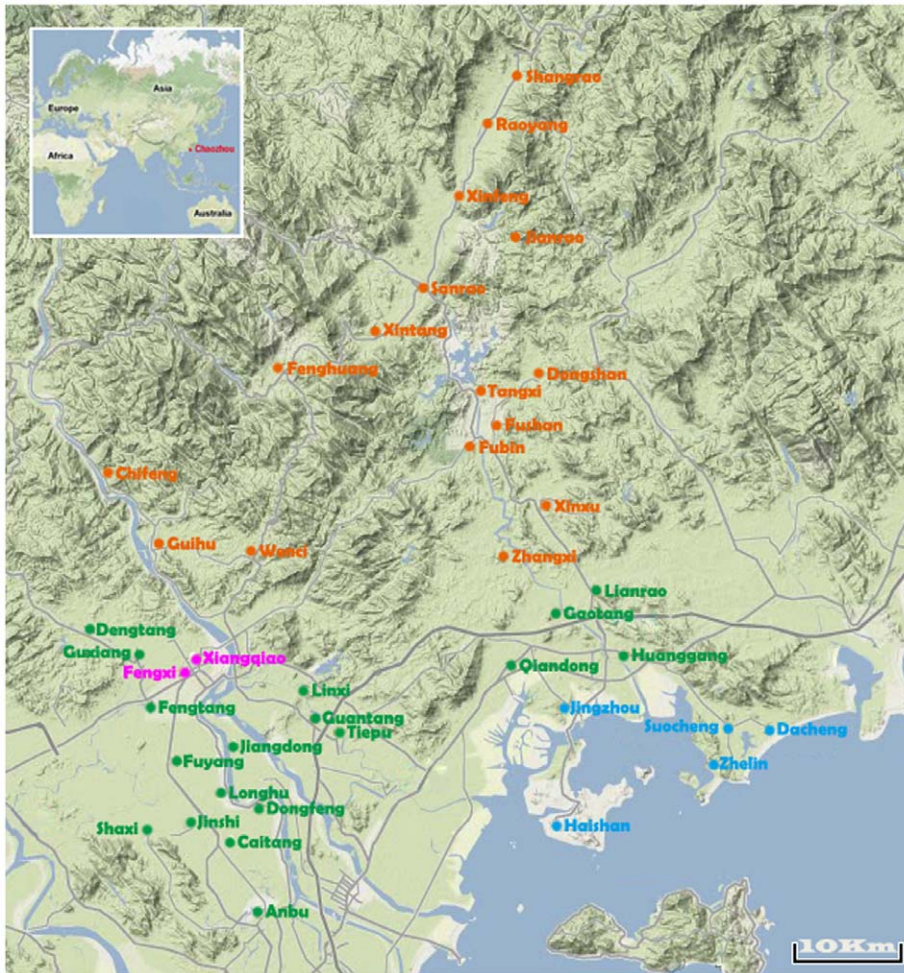 Shangrao
Asia
Europe
Raoyang
Chaozhou
Africa
Xinfeng
Australia
Jianrao
Sanrao
Xintang
Fenghuang
Dongshan
Tangxi
Fushan
Fubin
Chifeng
Xinxu
Guihu
Wenci
Zhangxi
Lianrao
Gaotang
Dengtang
Guxiang
Xiangqiao
Huanggang
Fengxi
Qiandong
Linxi
Fengtang
Jingzhou
Guantang
Suocheng
Dacheng
Tiepu
Jiangdong
Fuyang
Zhelin
Longhu
Dongfeng
Jinshi
Haishan
Shaxi
Caitang
Anbu
10Km